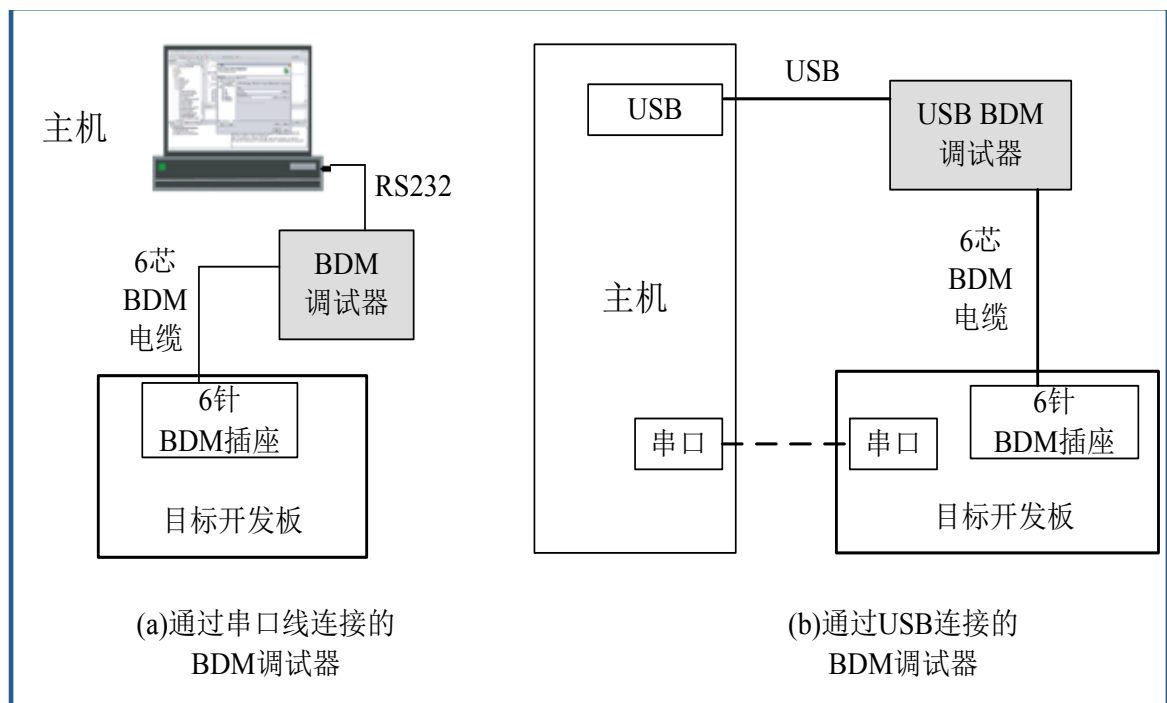 主机
RS232
BDM
调试器
6芯
BDM
电缆
6针
BDM插座
目标开发板
(a)通过串口线连接的
BDM调试器
USB
USB
USB BDM
调试器
6芯
BDM
电缆
主机
串口
串口
6针
BDM插座
目标开发板
(b)通过USB连接的
BDM调试器